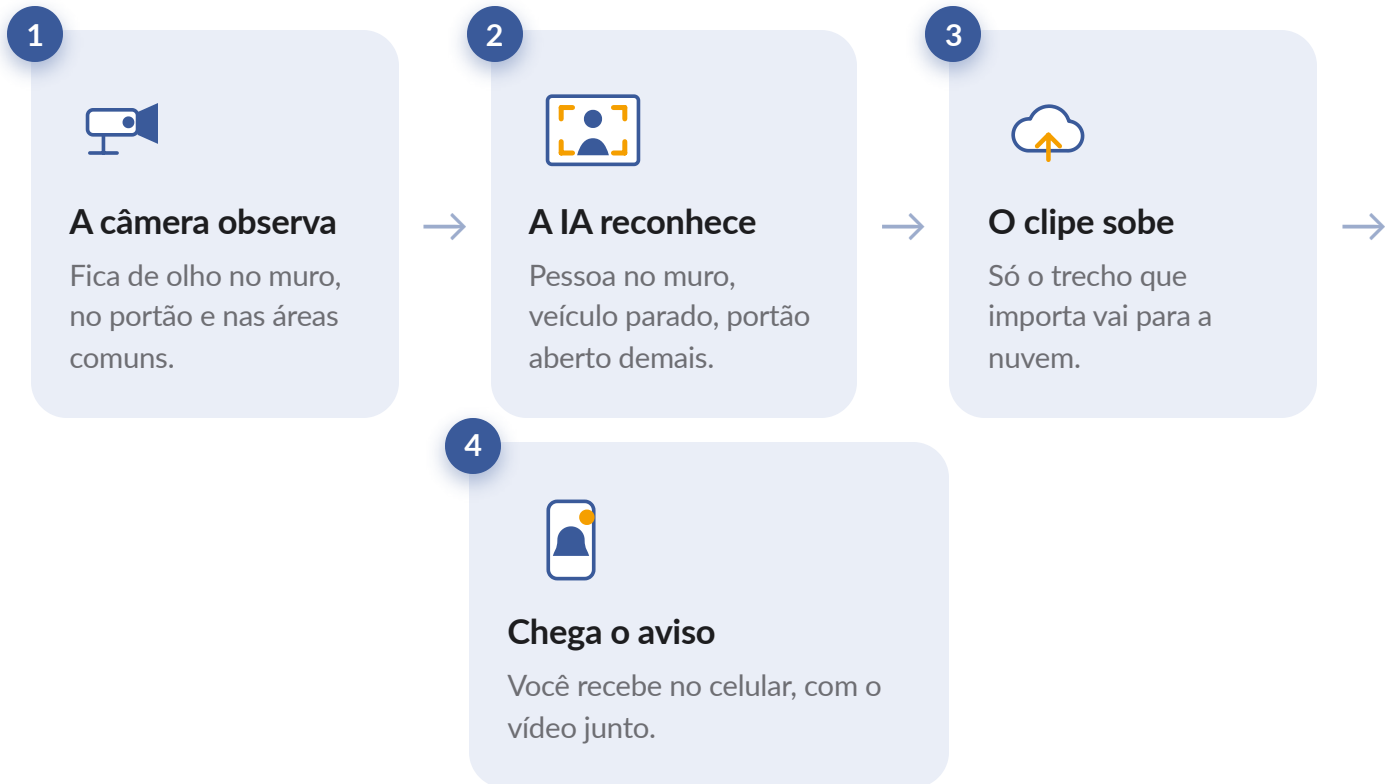 1
A câmera observa
Fica de olho no muro,
no portão e nas áreas
comuns.
2
A IA reconhece
Pessoa no muro,
veículo parado, portão
aberto demais.
3
O clipe sobe
Só o trecho que
importa vai para a
nuvem.
4
Chega o aviso
Você recebe no celular, com o
vídeo junto.